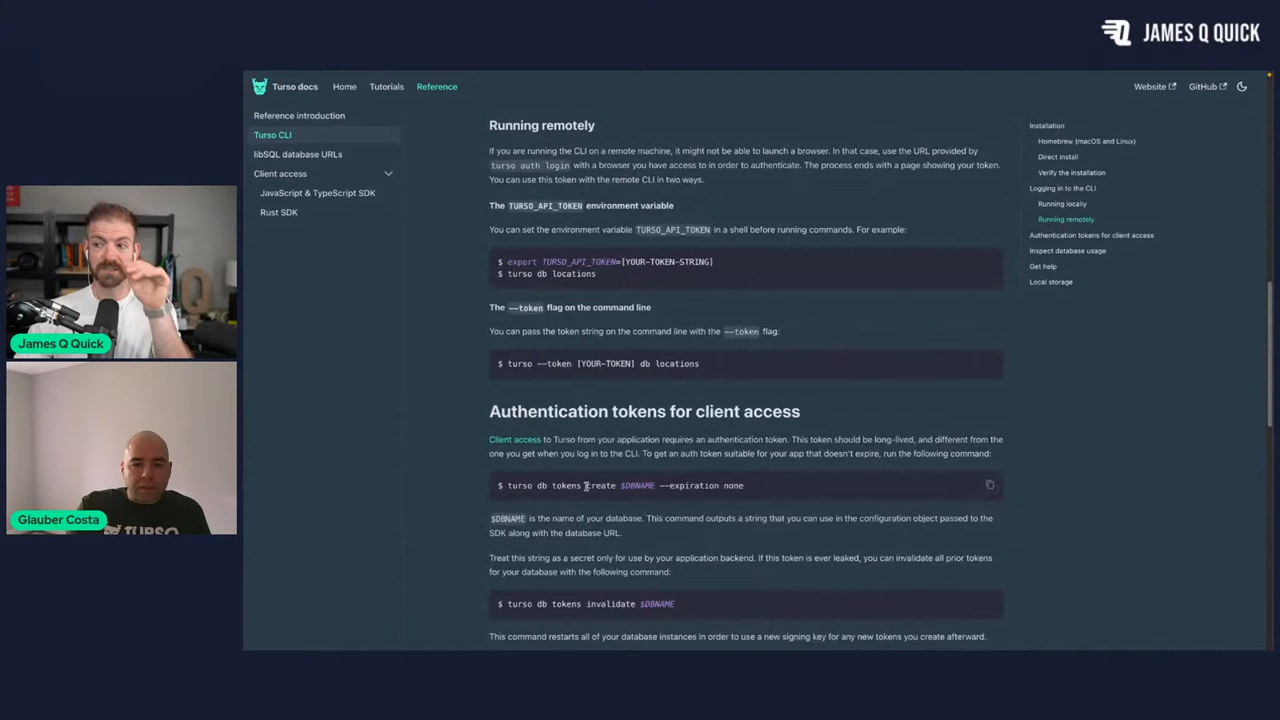 JAMES Q QUICK
Turso docs
Home
Tutorials
Reference
Website
GitHub
Reference introduction
Turso CLI
libSQL database URLs
Client access
JavaScript & TypeScript SDK
Rust SDK
Running remotely
If you are running the CLI on a remote machine, it might not be able to launch a browser. In that case, use the URL provided by
turso auth login with a browser you have access to in order to authenticate. The process ends with a page showing your token.
You can use this token with the remote CLI in two ways.
The TURSO_API_TOKEN environment variable
You can set the environment variable TURSO_API_TOKEN in a shell before running commands. For example:
$ export TURSO_API_TOKEN=[YOUR-TOKEN-STRING]
$ turso db locations
The --token flag on the command line
You can pass the token string on the command line with the --token flag:
$ turso --token [YOUR-TOKEN] db locations
Authentication tokens for client access
Client access to Turso from your application requires an authentication token. This token should be long-lived, and different from the
one you get when you log in to the CLI. To get an auth token suitable for your app that doesn't expire, run the following command:
$ turso db tokens create $DBNAME --expiration none
$DBNAME is the name of your database. This command outputs a string that you can use in the configuration object passed to the
SDK along with the database URL.
Treat this string as a secret only for use by your application backend. If this token is ever leaked, you can invalidate all prior tokens
for your database with the following command:
$ turso db tokens invalidate $DBNAME
This command restarts all of your database instances in order to use a new signing key for any new tokens you create afterward.
Installation
Homebrew (macOS and Linux)
Direct install
Verify the installation
Logging in to the CLI
Running locally
Running remotely
Authentication tokens for client access
Inspect database usage
Get help
Local storage
James Q Quick
TURSO
Glauber Costa